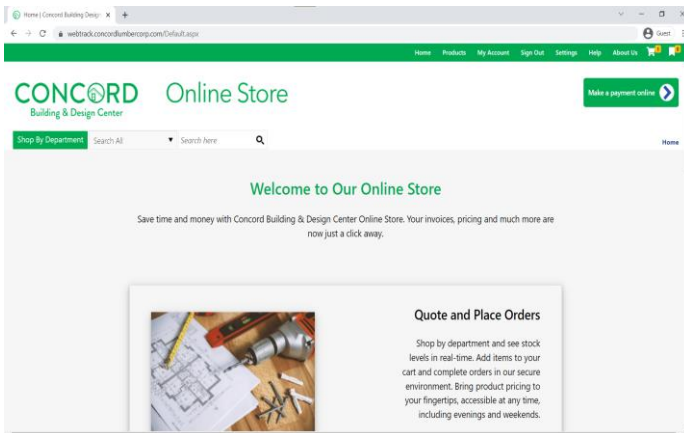 Home | Concord Building Design
webtrack.concordlumbercorp.com/Default.aspx
Guest
Home Products My Account Sign Out Settings Help About Us
CONCORD Online Store
Building & Design Center
Make a payment online
Shop By Department Search All Search here
Home
Welcome to Our Online Store
Save time and money with Concord Building & Design Center Online Store. Your invoices, pricing and much more are
now just a click away.
Quote and Place Orders
Shop by department and see stock
levels in real-time. Add items to your
cart and complete orders in our secure
environment. Bring product pricing to
your fingertips, accessible at any time,
including evenings and weekends.